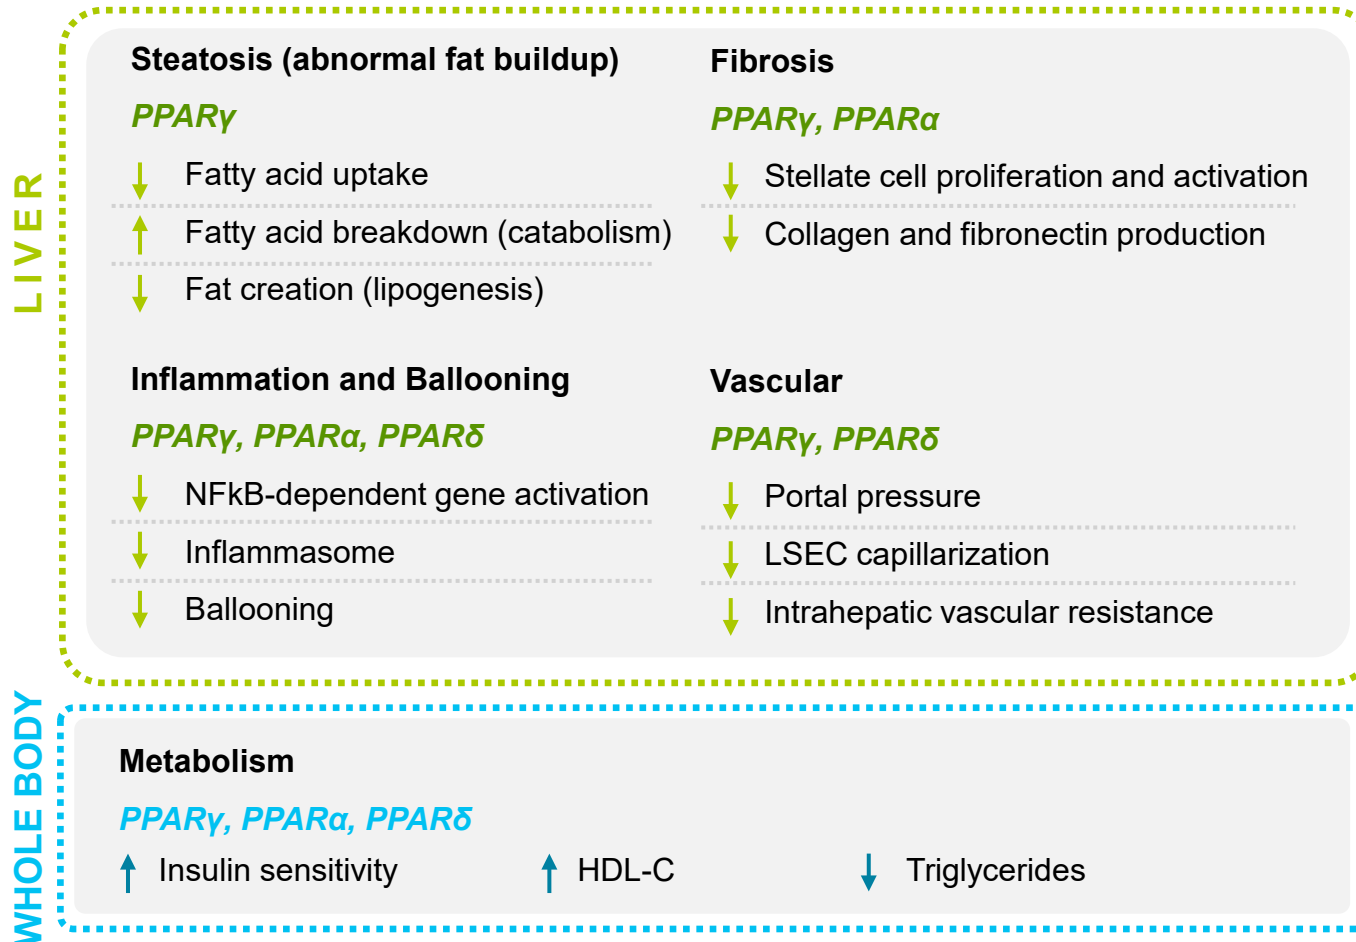 LIVER
Steatosis (abnormal fat buildup)
PPARγ
↓ Fatty acid uptake
↑ Fatty acid breakdown (catabolism)
↓ Fat creation (lipogenesis)
Fibrosis
PPARγ, PPARα
↓ Stellate cell proliferation and activation
↓ Collagen and fibronectin production
Inflammation and Ballooning
PPARγ, PPARα, PPARδ
↓ NFkB-dependent gene activation
↓ Inflammasome
↓ Ballooning
Vascular
PPARγ, PPARδ
↓ Portal pressure
↓ LSEC capillarization
↓ Intrahepatic vascular resistance
WHOLE BODY
Metabolism
PPARγ, PPARα, PPARδ
↑ Insulin sensitivity ↑ HDL-C ↓ Triglycerides